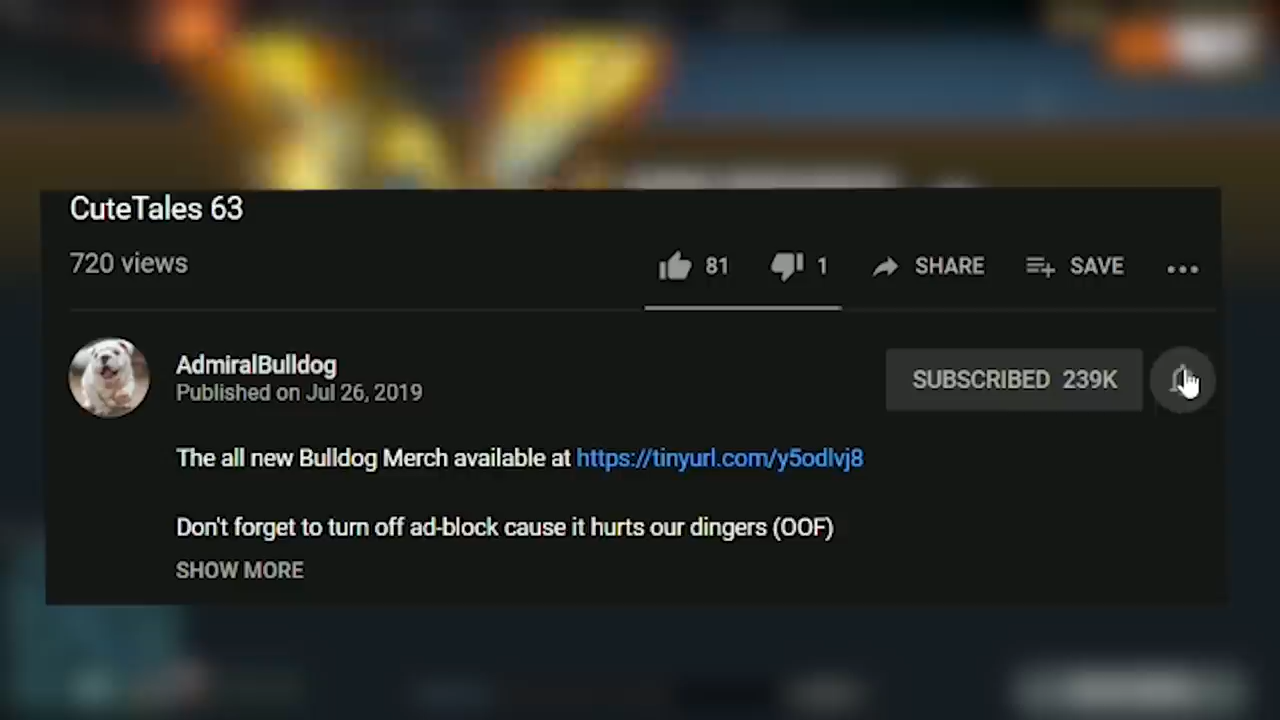 CuteTales 63
720 views
81
1
SHARE
SAVE
AdmiralBulldog
Published on Jul 26, 2019
SUBSCRIBED 239K
The all new Bulldog Merch available at https://tinyurl.com/y5odlvj8
Don't forget to turn off ad-block cause it hurts our dingers (OOF)
SHOW MORE